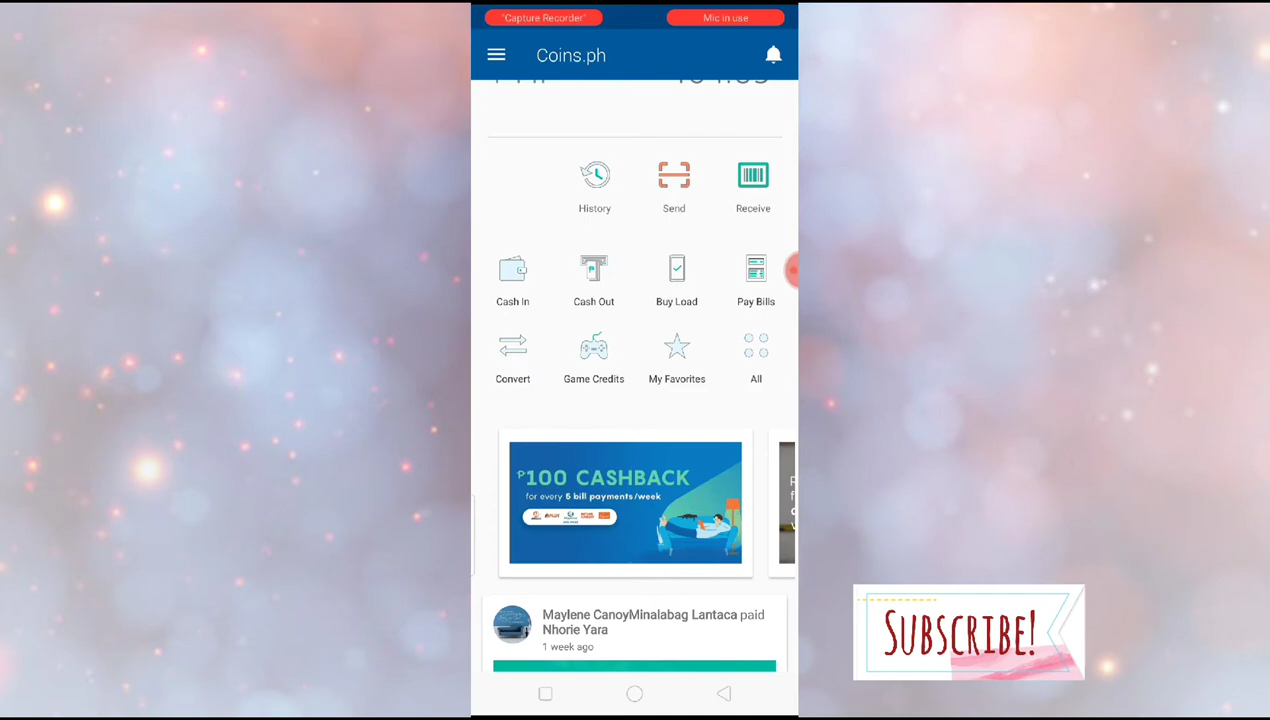 "Capture Recorder"
Mic in use
Coins.ph
History
Send
Receive
Cash In
Cash Out
Buy Load
Pay Bills
Convert
Game Credits
My Favorites
All
₱100 CASHBACK
for every 5 bill payments/week
Maylene CanoyMinalabag Lantaca paid
Nhorie Yara
1 week ago
SUBSCRIBE!